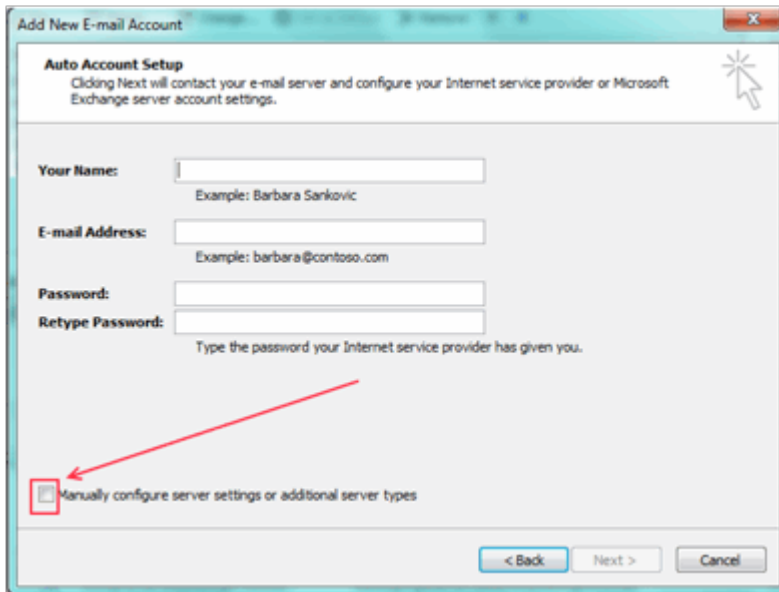 Add New E-mail Account
Auto Account Setup
Clicking Next will contact your e-mail server and configure your Internet service provider or Microsoft
Exchange server account settings.
Your Name:
Example: Barbara Sankovic
E-mail Address:
Example: barbara@contoso.com
Password:
Retype Password:
Type the password your Internet service provider has given you.
Manually configure server settings or additional server types
< Back Next > Cancel